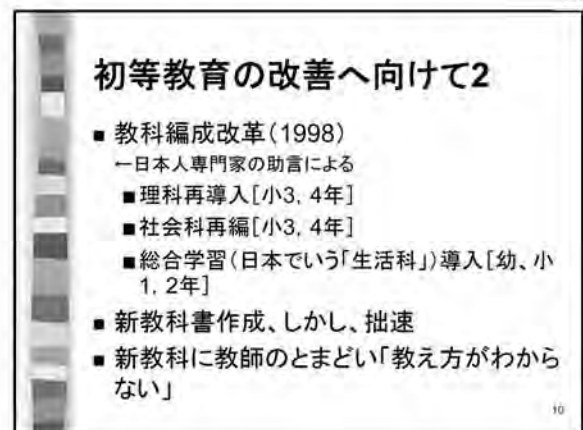 初等教育の改善へ向けて2
■ 教科編成改革(1998)
←日本人専門家の助言による
■理科再導入[小3, 4年]
■社会科再編[小3, 4年]
■総合学習(日本でいう「生活科」)導入[幼、小
1, 2年]
■ 新教科書作成、しかし、拙速
■ 新教科に教師のとまどい「教え方がわから
ない」
10